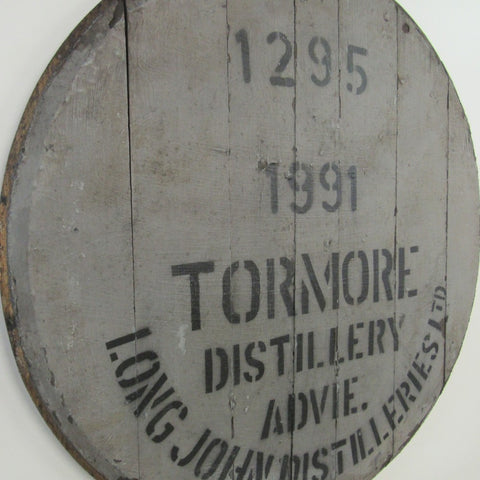 1295
1991
TORMORE
DISTILLERY
ADVIE.
LONG JOHN DISTILLERIES LTD.